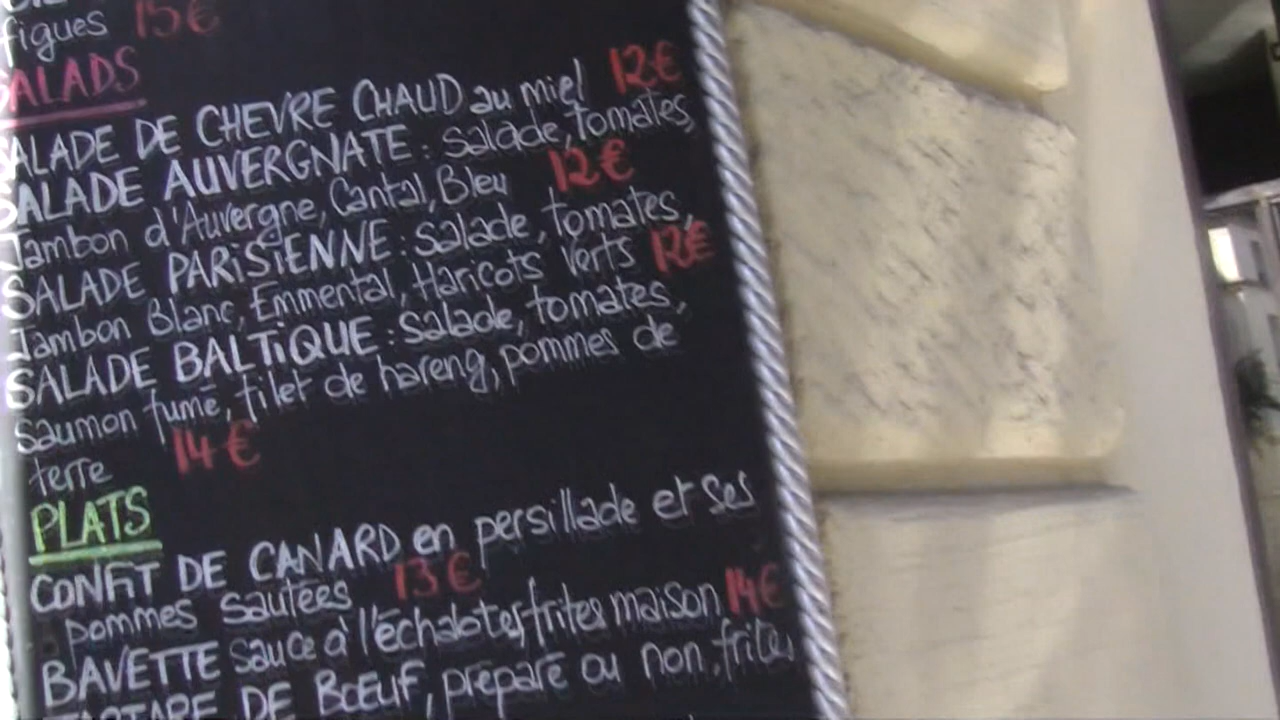 figues 15€
SALADS
SALADE DE CHEVRE CHAUD au miel 12€
SALADE AUVERGNATE : salade, tomates,
Jambon d'Auvergne, Cantal, Bleu 12€
SALADE PARISIENNE : salade, tomates,
Jambon Blanc, Emmental, Haricots verts 12€
SALADE BALTIQUE : salade, tomates,
saumon fumé, filet de hareng, pommes de
terre 14€
PLATS
CONFIT DE CANARD en persillade et ses
pommes sautées 13€
BAVETTE sauce à l'échalotes, frites maison 14€
TARTARE DE BŒUF, préparé ou non, frites